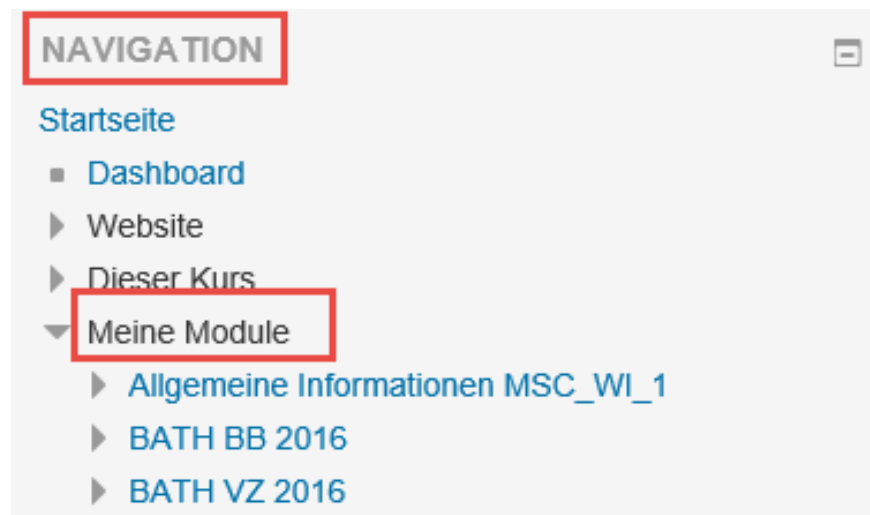 NAVIGATION
Startseite
Dashboard
Website
Dieser Kurs
Meine Module
Allgemeine Informationen MSC_WI_1
BATH BB 2016
BATH VZ 2016